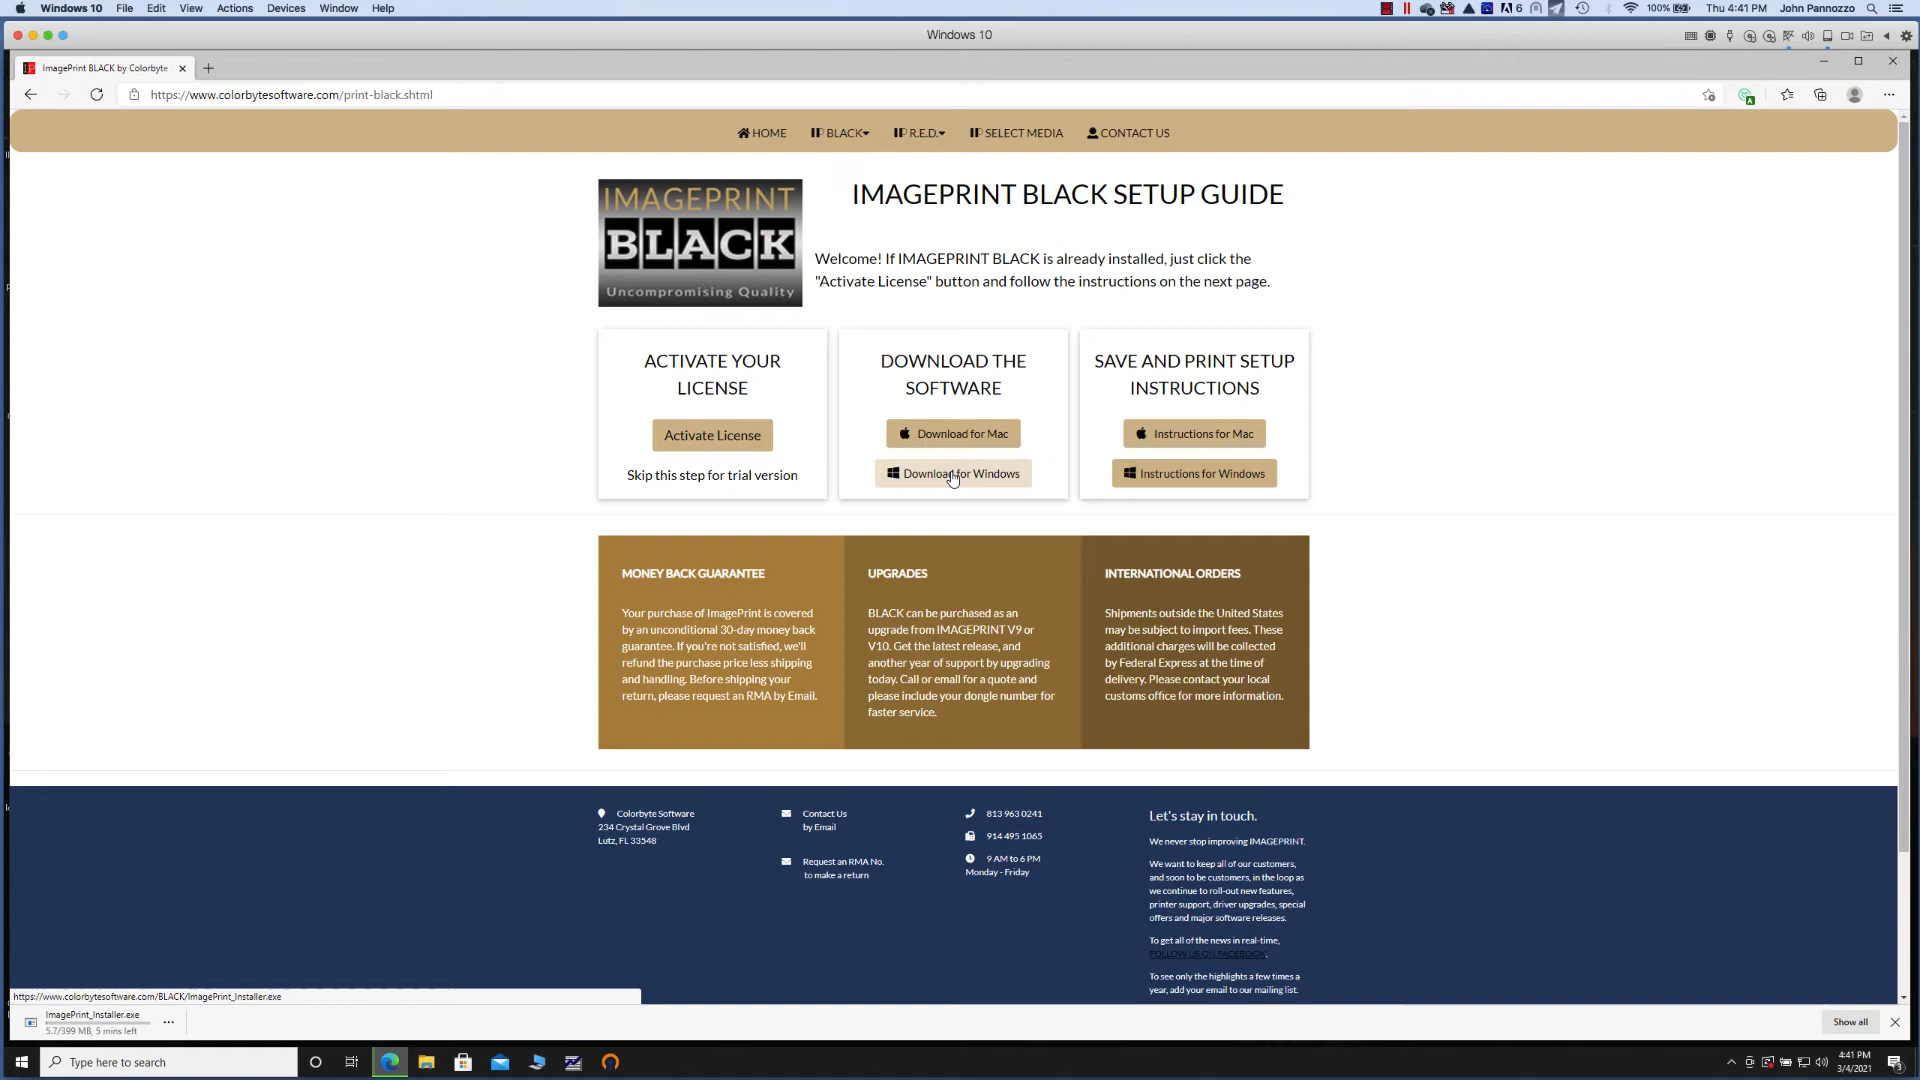 Windows 10 File Edit View Actions Devices Window Help
6 100% Thu 4:41 PM John Pannozzo
Windows 10
ImagePrint BLACK by Colorbyte
https://www.colorbytesoftware.com/print-black.shtml
HOME IP BLACK IP R.E.D. IP SELECT MEDIA CONTACT US
IMAGEPRINT
BLACK
Uncompromising Quality
IMAGEPRINT BLACK SETUP GUIDE
Welcome! If IMAGEPRINT BLACK is already installed, just click the
"Activate License" button and follow the instructions on the next page.
ACTIVATE YOUR
LICENSE
Activate License
Skip this step for trial version
DOWNLOAD THE
SOFTWARE
Download for Mac
Download for Windows
SAVE AND PRINT SETUP
INSTRUCTIONS
Instructions for Mac
Instructions for Windows
MONEY BACK GUARANTEE
Your purchase of ImagePrint is covered
by an unconditional 30-day money back
guarantee. If you're not satisfied, we'll
refund the purchase price less shipping
and handling. Before shipping your
return, please request an RMA by Email.
UPGRADES
BLACK can be purchased as an
upgrade from IMAGEPRINT V9 or
V10. Get the latest release, and
another year of support by upgrading
today. Call or email for a quote and
please include your dongle number for
faster service.
INTERNATIONAL ORDERS
Shipments outside the United States
may be subject to import fees. These
additional charges will be collected
by Federal Express at the time of
delivery. Please contact your local
customs office for more information.
Colorbyte Software
234 Crystal Grove Blvd
Lutz, FL 33548
Contact Us
by Email
Request an RMA No.
to make a return
813 963 0241
914 495 1065
9 AM to 6 PM
Monday - Friday
Let's stay in touch.
We never stop improving IMAGEPRINT.
We want to keep all of our customers,
and soon to be customers, in the loop as
we continue to roll-out new features,
printer support, driver upgrades, special
offers and major software releases.
To get all of the news in real-time,
FOLLOW US ON FACEBOOK.
To see only the highlights a few times a
year, add your email to our mailing list.
https://www.colorbytesoftware.com/BLACK/ImagePrint_Installer.exe
ImagePrint_Installer.exe
5.7/399 MB, 5 mins left
Show all
Type here to search
4:41 PM
3/4/2021
3